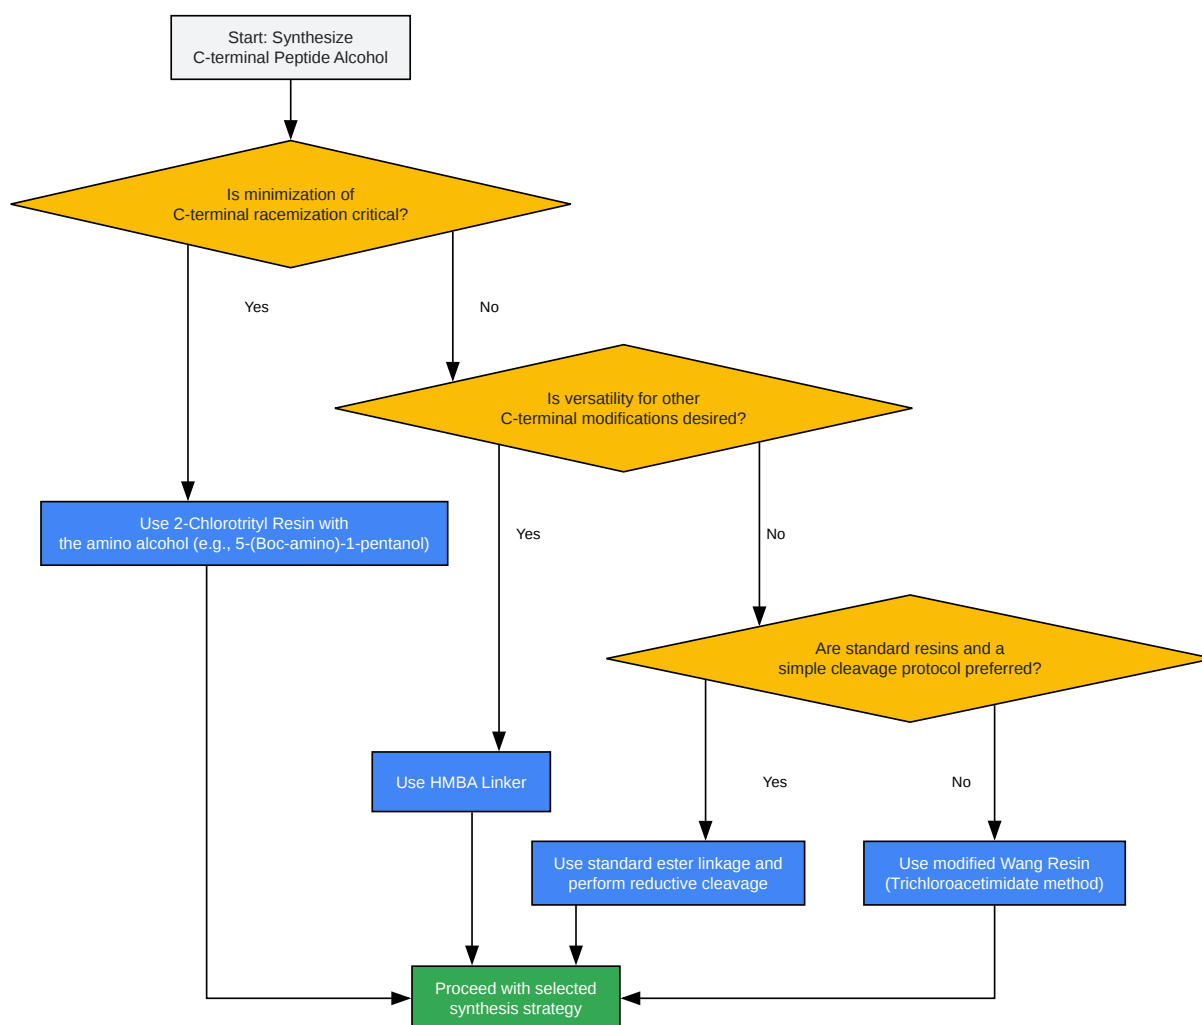 Start: Synthesize
C-terminal Peptide Alcohol
Is minimization of
C-terminal racemization critical?
Yes
No
Is versatility for other
C-terminal modifications desired?
Use 2-Chlorotrityl Resin with
the amino alcohol (e.g., 5-(Boc-amino)-1-pentanol)
Yes
No
Are standard resins and a
simple cleavage protocol preferred?
Use HMBA Linker
Yes
No
Use standard ester linkage and
perform reductive cleavage
Use modified Wang Resin
(Trichloroacetimidate method)
Proceed with selected
synthesis strategy